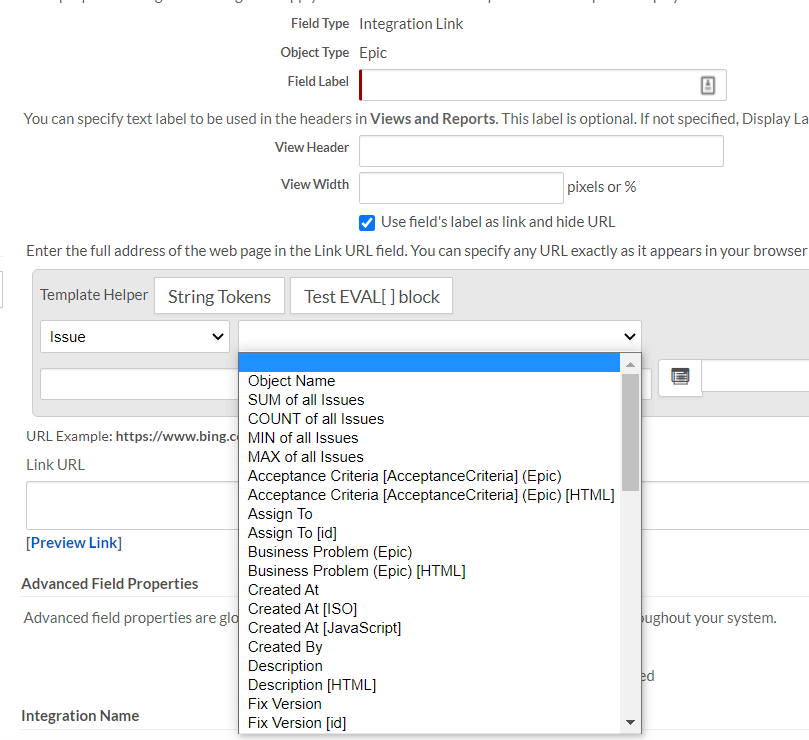 Field Type Integration Link
Object Type Epic
Field Label
You can specify text label to be used in the headers in Views and Reports. This label is optional. If not specified, Display La
View Header
View Width pixels or %
Use field's label as link and hide URL
Enter the full address of the web page in the Link URL field. You can specify any URL exactly as it appears in your browser
Template Helper String Tokens Test EVAL[ ] block
Issue
Object Name
SUM of all Issues
COUNT of all Issues
MIN of all Issues
MAX of all Issues
Acceptance Criteria [AcceptanceCriteria] (Epic)
Acceptance Criteria [AcceptanceCriteria] (Epic) [HTML]
Assign To
Assign To [id]
Business Problem (Epic)
Business Problem (Epic) [HTML]
Created At
Created At [ISO]
Created At [JavaScript]
Created By
Description
Description [HTML]
Fix Version
Fix Version [id]
URL Example: https://www.bing.c
Link URL
[Preview Link]
Advanced Field Properties
Advanced field properties are glo oughout your system.
ed
Integration Name